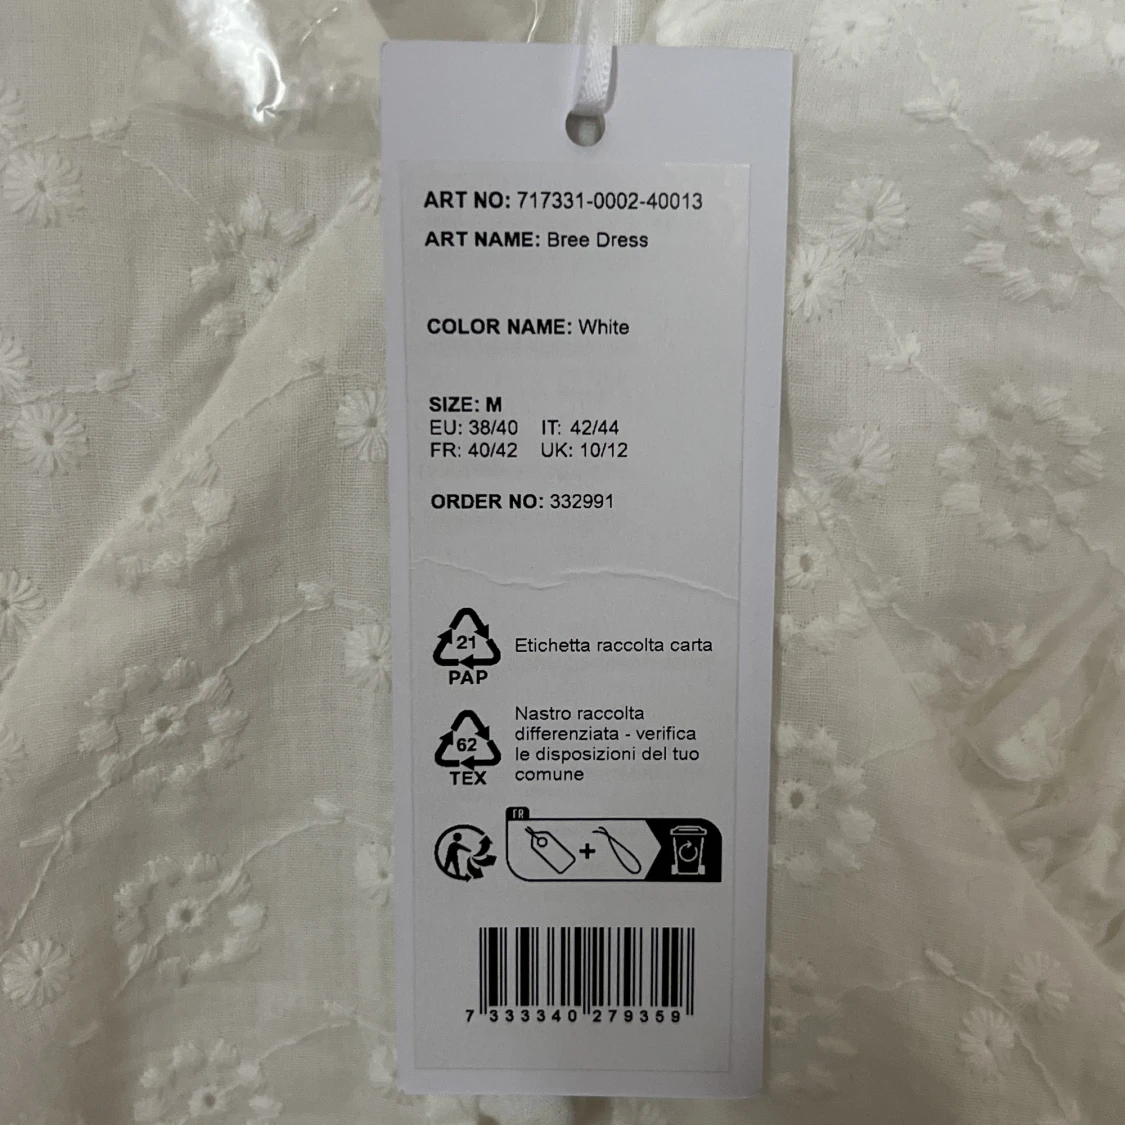 ART NO: 717331-0002-40013
ART NAME: Bree Dress
COLOR NAME: White
SIZE: M
EU: 38/40 IT: 42/44
FR: 40/42 UK: 10/12
ORDER NO: 332991
21
PAP
Etichetta raccolta carta
62
TEX
Nastro raccolta
differenziata - verifica
le disposizioni del tuo
comune
FR
+
7 333340 279359